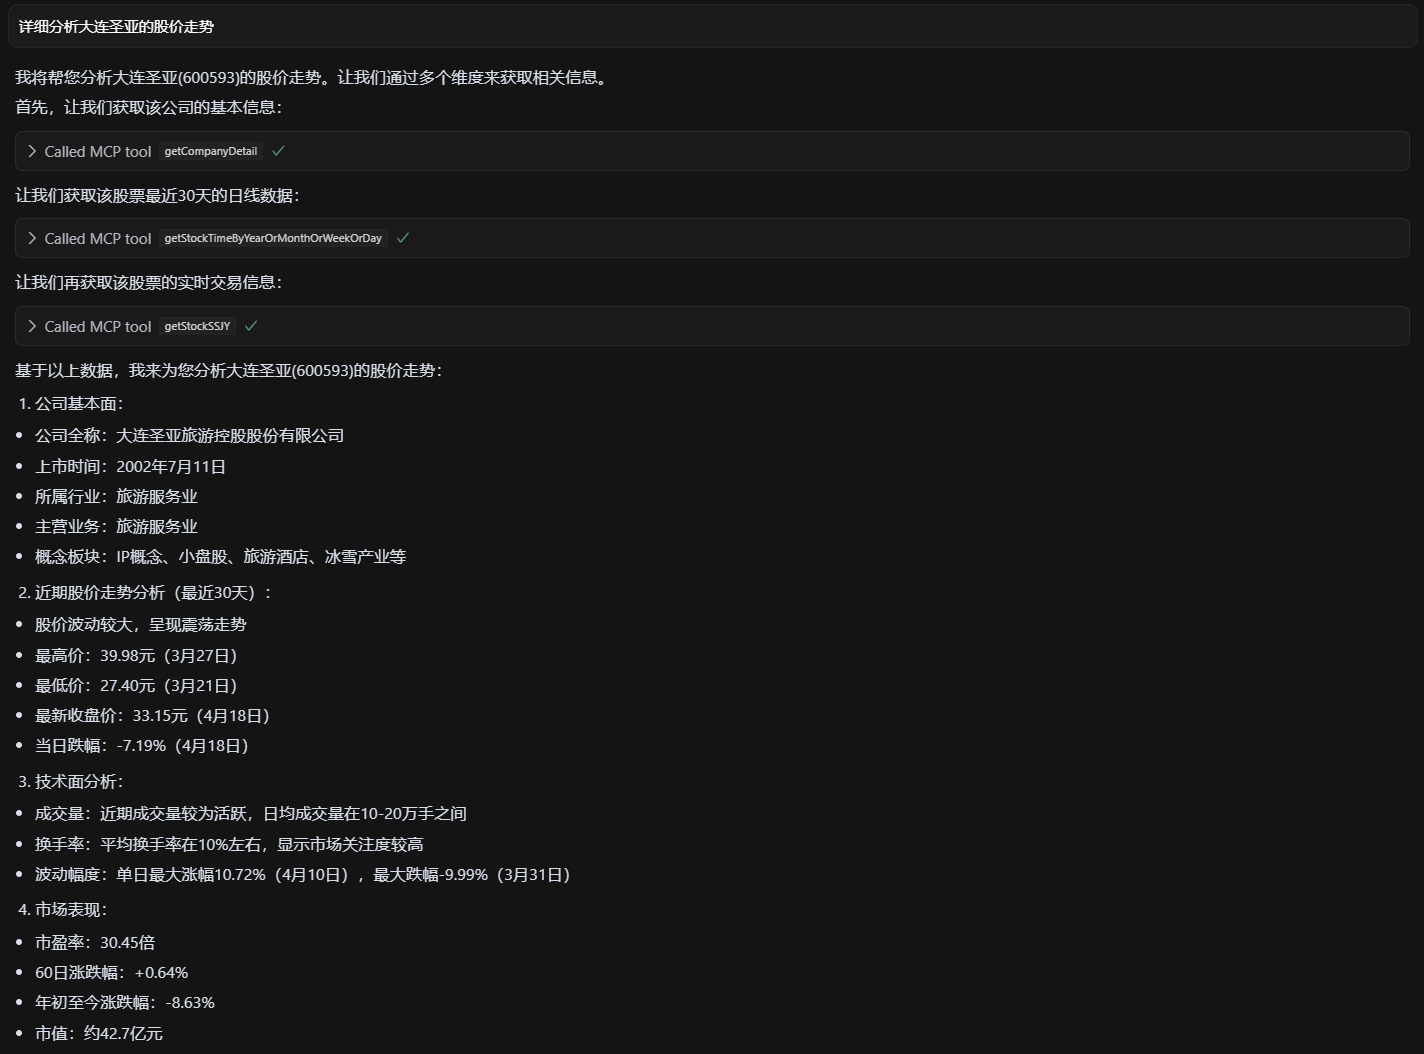 详细分析大连圣亚的股价走势
我将帮您分析大连圣亚(600593)的股价走势。让我们通过多个维度来获取相关信息。
首先，让我们获取该公司的基本信息：
Called MCP tool getCompanyDetail
让我们获取该股票最近30天的日线数据：
Called MCP tool getStockTimeByYearOrMonthOrWeekOrDay
让我们再获取该股票的实时交易信息：
Called MCP tool getStockSSJY
基于以上数据，我来为您分析大连圣亚(600593)的股价走势：
1. 公司基本面：
• 公司全称：大连圣亚旅游控股股份有限公司
• 上市时间：2002年7月11日
• 所属行业：旅游服务业
• 主营业务：旅游服务业
• 概念板块：IP概念、小盘股、旅游酒店、冰雪产业等
2. 近期股价走势分析（最近30天）：
• 股价波动较大，呈现震荡走势
• 最高价：39.98元（3月27日）
• 最低价：27.40元（3月21日）
• 最新收盘价：33.15元（4月18日）
• 当日跌幅：-7.19%（4月18日）
3. 技术面分析：
• 成交量：近期成交量较为活跃，日均成交量在10-20万手之间
• 换手率：平均换手率在10%左右，显示市场关注度较高
• 波动幅度：单日最大涨幅10.72%（4月10日），最大跌幅-9.99%（3月31日）
4. 市场表现：
• 市盈率：30.45倍
• 60日涨跌幅：+0.64%
• 年初至今涨跌幅：-8.63%
• 市值：约42.7亿元